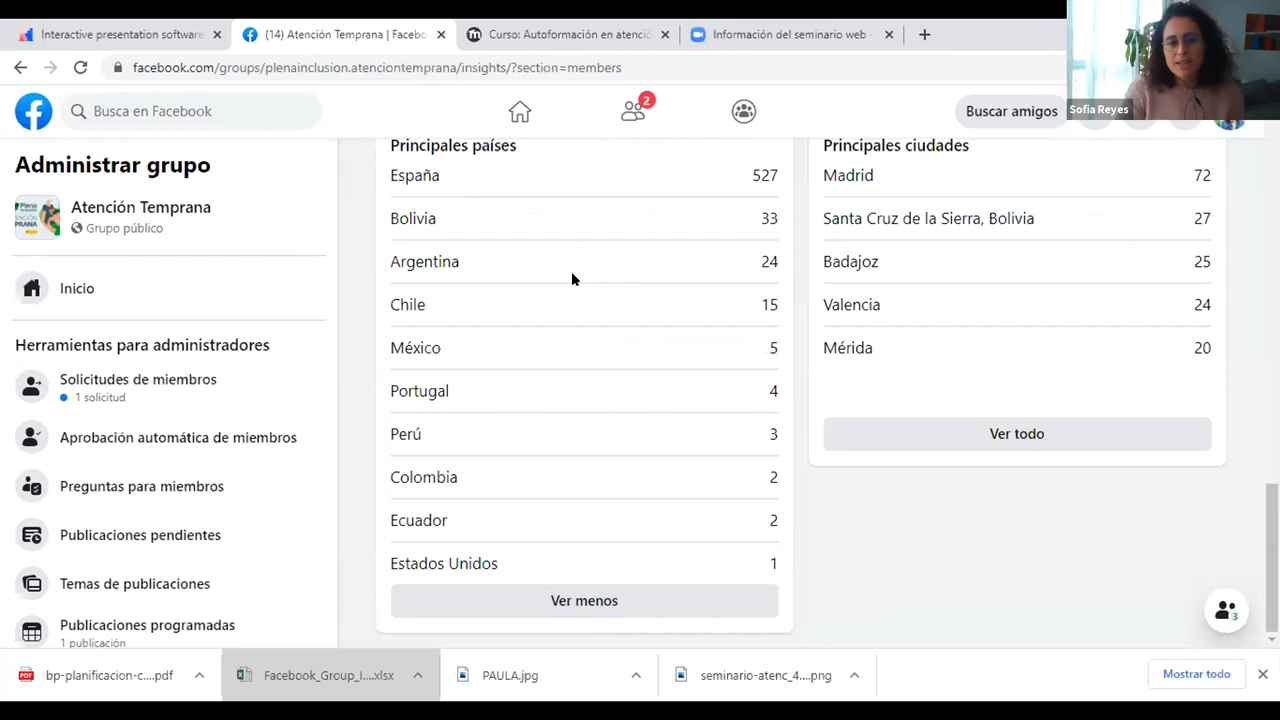 Interactive presentation software
(14) Atención Temprana | Facebo
Curso: Autoformación en atenci
Información del seminario web -
facebook.com/groups/plenainclusion.atenciontemprana/insights/?section=members
Sofia Reyes
Busca en Facebook
2
Buscar amigos
Administrar grupo
Atención Temprana
Grupo público
Inicio
Herramientas para administradores
Solicitudes de miembros
1 solicitud
Aprobación automática de miembros
Preguntas para miembros
Publicaciones pendientes
Temas de publicaciones
Publicaciones programadas
1 publicación
Principales países
España 527
Bolivia 33
Argentina 24
Chile 15
México 5
Portugal 4
Perú 3
Colombia 2
Ecuador 2
Estados Unidos 1
Ver menos
Principales ciudades
Madrid 72
Santa Cruz de la Sierra, Bolivia 27
Badajoz 25
Valencia 24
Mérida 20
Ver todo
3
bp-planificacion-c....pdf
Facebook_Group_I....xlsx
PAULA.jpg
seminario-atenc_4....png
Mostrar todo